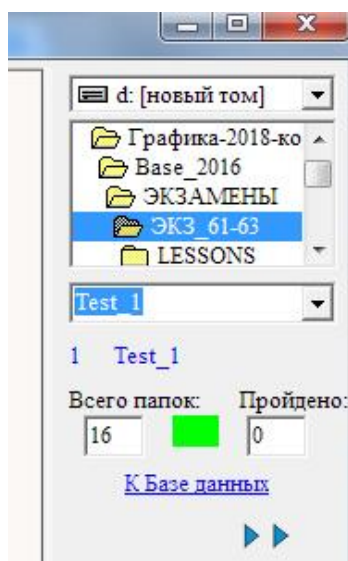 d: [новый том]
Графика-2018-ко
Base_2016
ЭКЗАМЕНЫ
ЭКЗ_61-63
LESSONS
Test_1
1 Test_1
Всего папок: Пройдено:
16 0
К Базе данных